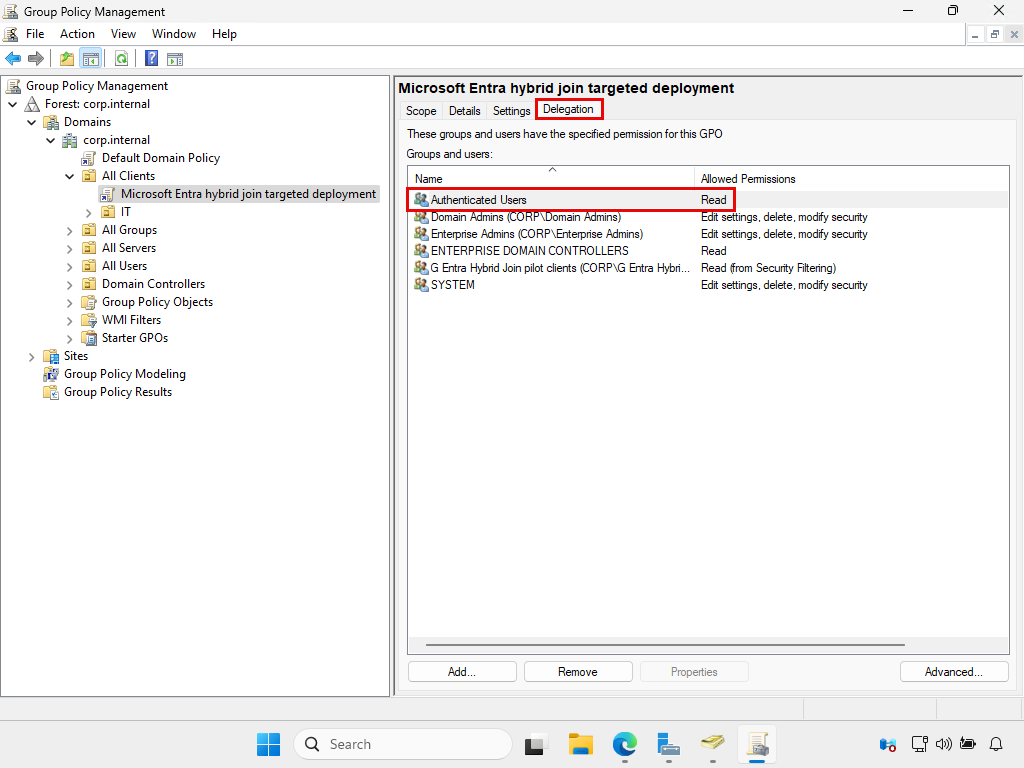 Group Policy Management
File Action View Window Help
Group Policy Management
Forest: corp.internal
Domains
corp.internal
Default Domain Policy
All Clients
Microsoft Entra hybrid join targeted deployment
IT
All Groups
All Servers
All Users
Domain Controllers
Group Policy Objects
WMI Filters
Starter GPOs
Sites
Group Policy Modeling
Group Policy Results
Microsoft Entra hybrid join targeted deployment
Scope Details Settings Delegation
These groups and users have the specified permission for this GPO
Groups and users:
Name Allowed Permissions
Authenticated Users Read
Domain Admins (CORP\Domain Admins) Edit settings, delete, modify security
Enterprise Admins (CORP\Enterprise Admins) Edit settings, delete, modify security
ENTERPRISE DOMAIN CONTROLLERS Read
G Entra Hybrid Join pilot clients (CORP\G Entra Hybri... Read (from Security Filtering)
SYSTEM Edit settings, delete, modify security
Add... Remove Properties Advanced...
Search